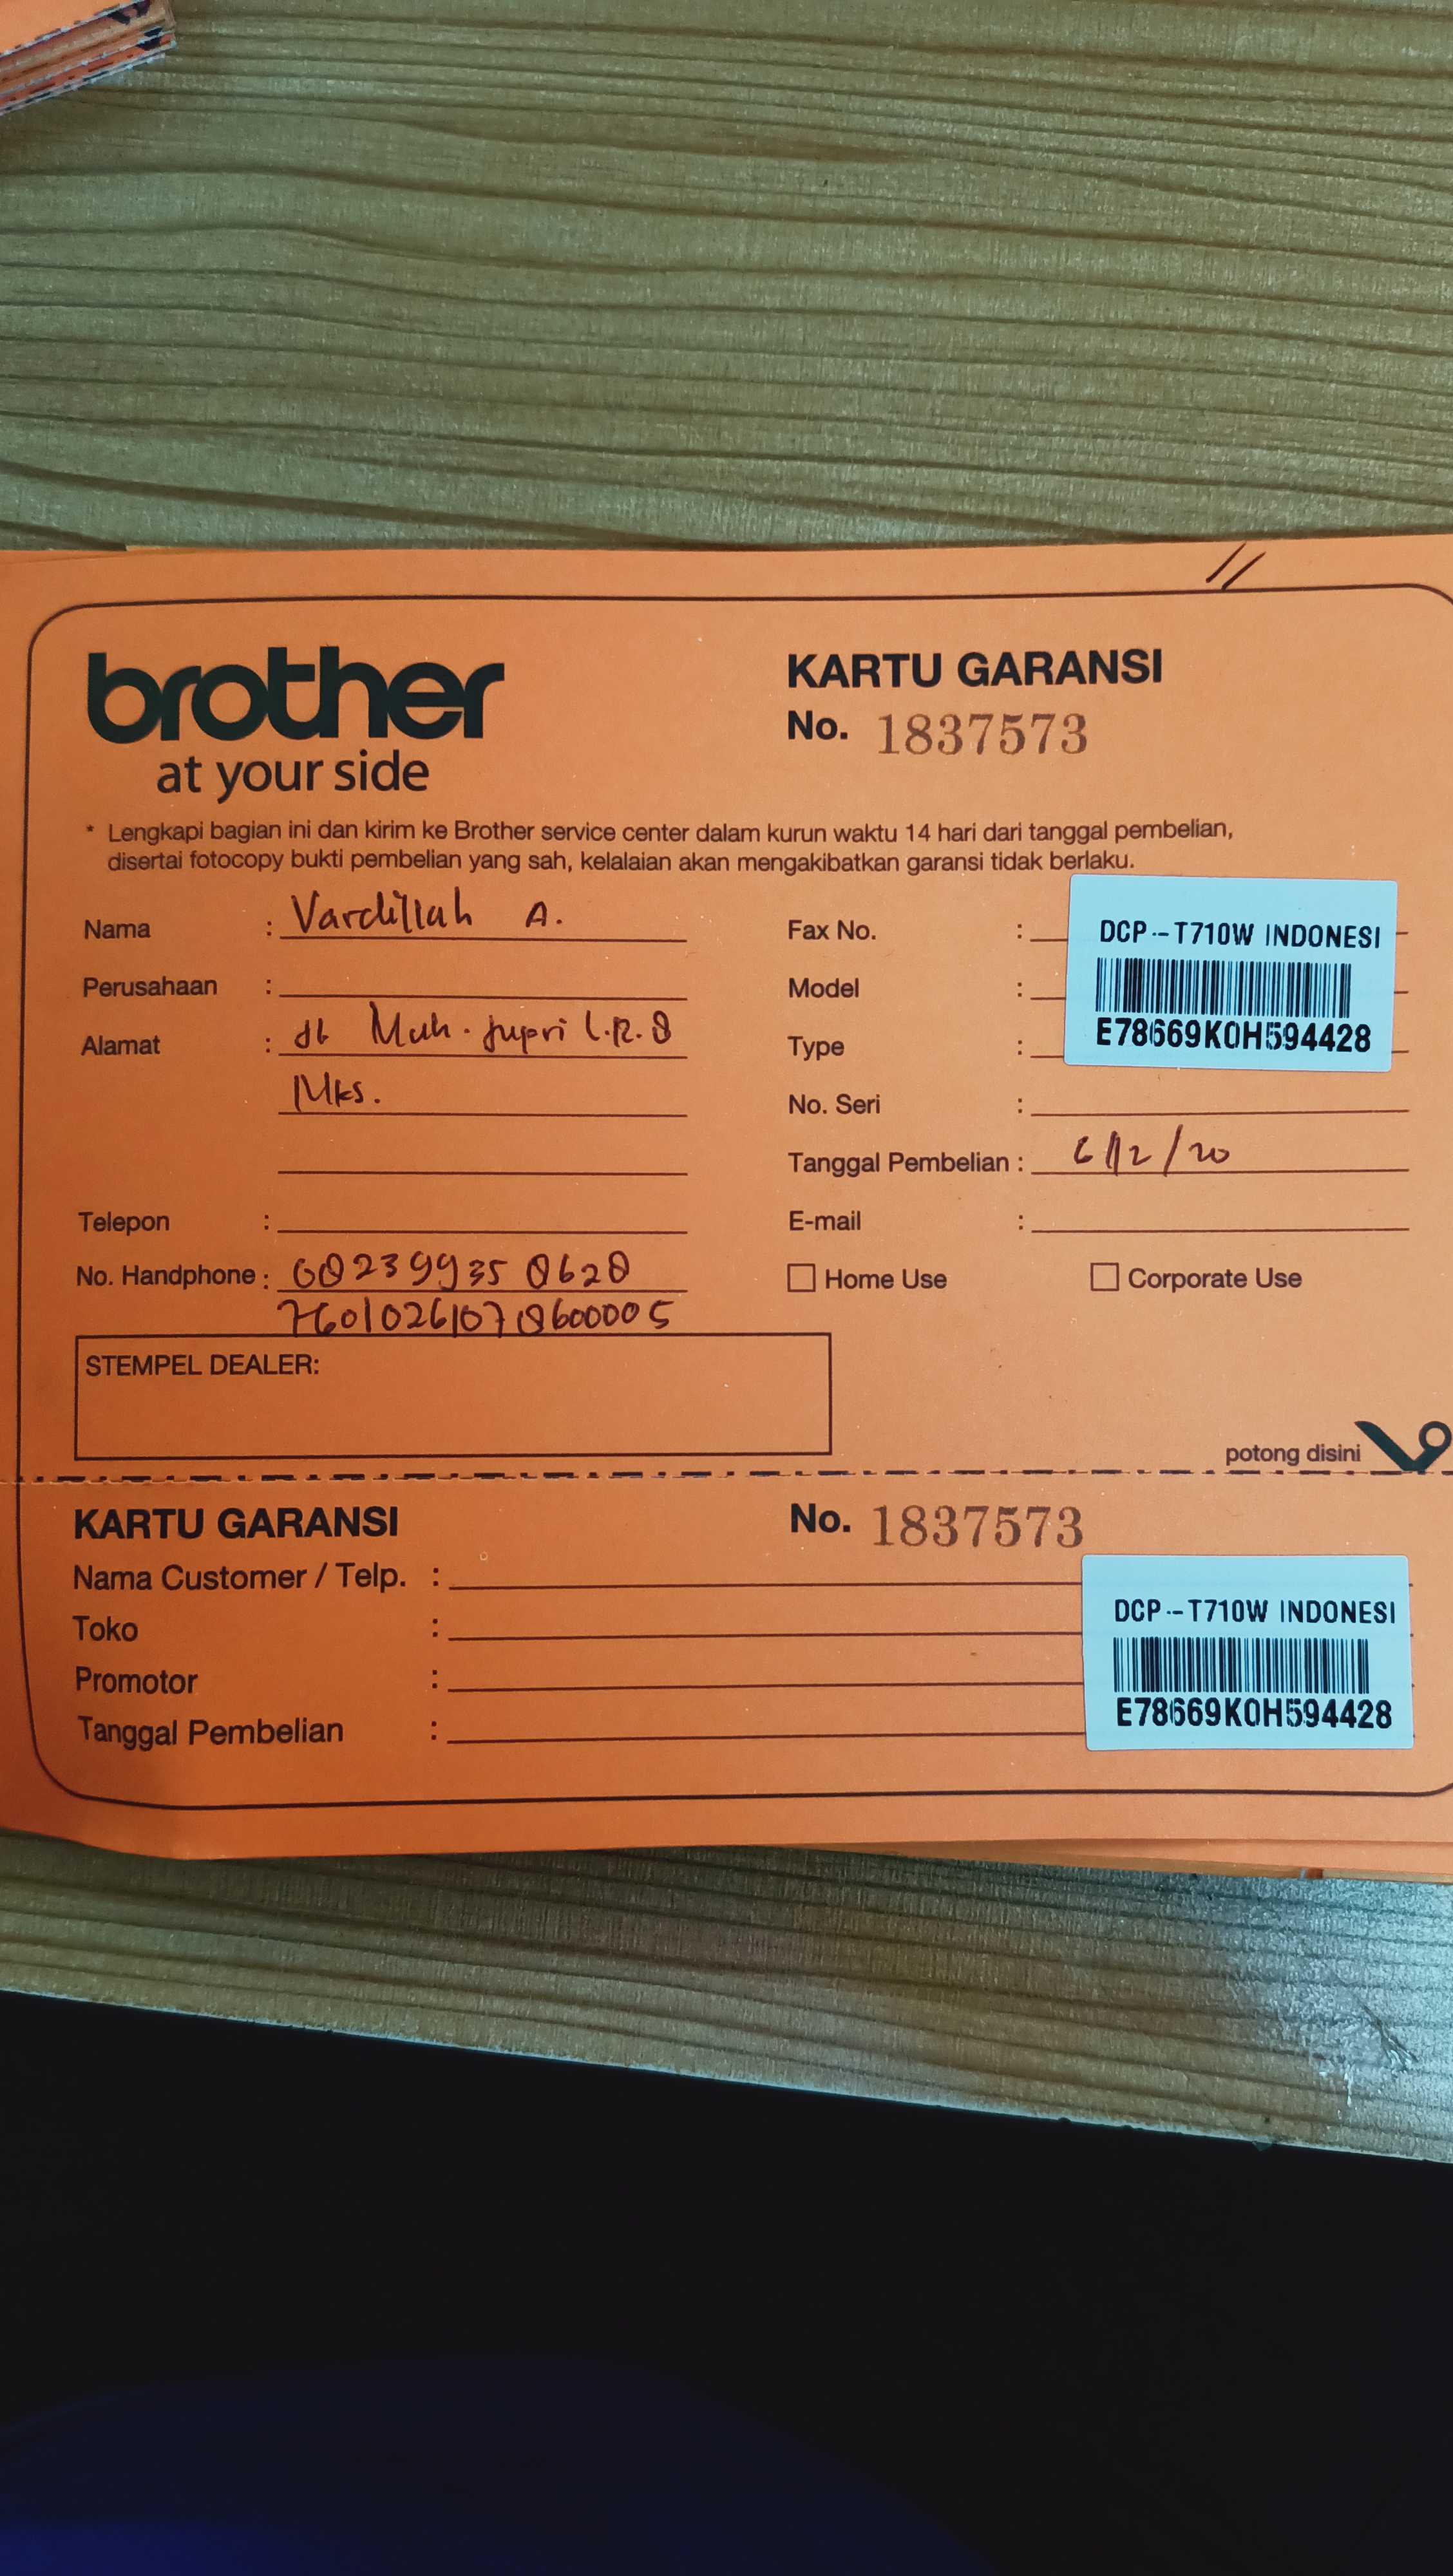 brother
at your side
KARTU GARANSI
No. 1837573
* Lengkapi bagian ini dan kirim ke Brother service center dalam kurun waktu 14 hari dari tanggal pembelian,
disertai fotocopy bukti pembelian yang sah, kelalaian akan mengakibatkan garansi tidak berlaku.
Nama : Vardillah A.
Perusahaan :
Alamat : Jl Muh. Jupri L.R. 8
Mks.
Telepon :
No. Handphone : 082399350628
7601026107860005
STEMPEL DEALER:
Fax No. :
Model :
Type :
DCP-T710W INDONESI
E78669K0H594428
No. Seri :
Tanggal Pembelian : 6/12/20
E-mail :
Home Use Corporate Use
potong disini
KARTU GARANSI No. 1837573
Nama Customer / Telp. :
Toko :
Promotor :
Tanggal Pembelian :
DCP-T710W INDONESI
E78669K0H594428